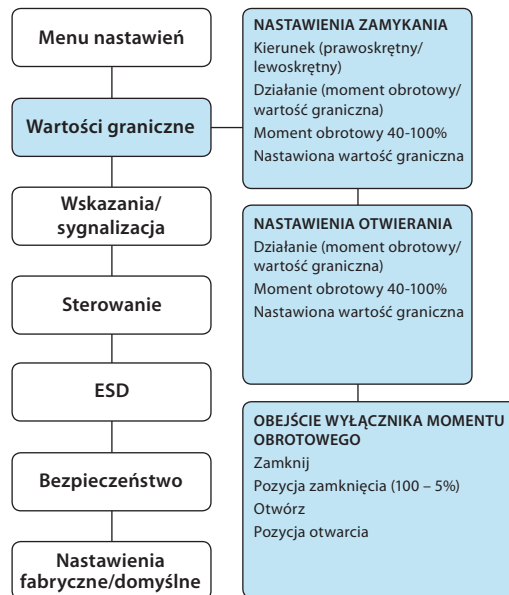 Menu nastawień
Wartości graniczne
Wskazania/
sygnalizacja
Sterowanie
ESD
Bezpieczeństwo
Nastawienia
fabryczne/domyślne
NASTAWIENIA ZAMYKANIA
Kierunek (prawoskrętny/
lewoskrętny)
Działanie (moment obrotowy/
wartość graniczna)
Moment obrotowy 40-100%
Nastawiona wartość graniczna
NASTAWIENIA OTWIERANIA
Działanie (moment obrotowy/
wartość graniczna)
Moment obrotowy 40-100%
Nastawiona wartość graniczna
OBEJŚCIE WYŁĄCZNIKA MOMENTU
OBROTOWEGO
Zamknij
Pozycja zamknięcia (100 – 5%)
Otwórz
Pozycja otwarcia